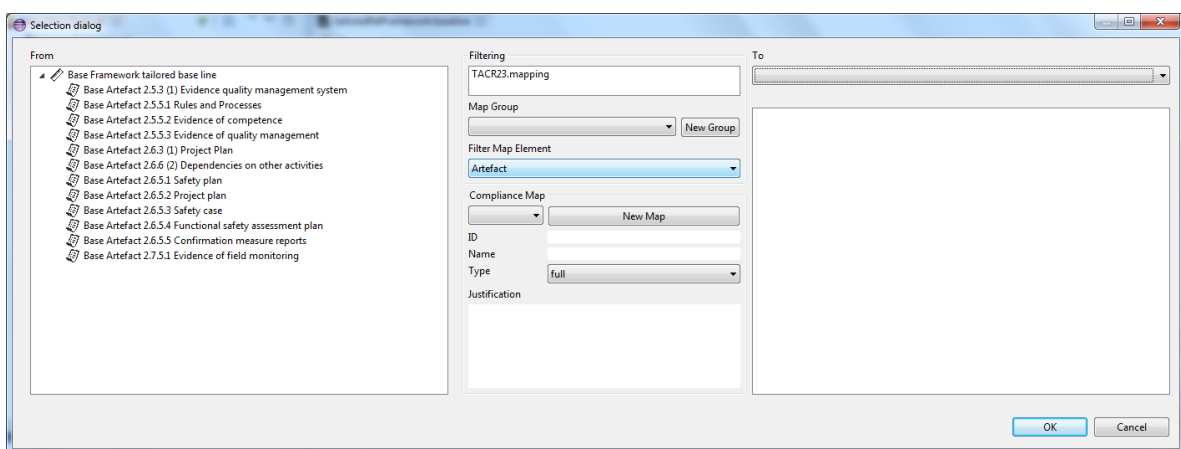 Selection dialog
From
Base Framework tailored base line
Base Artefact 2.5.3 (1) Evidence quality management system
Base Artefact 2.5.5.1 Rules and Processes
Base Artefact 2.5.5.2 Evidence of competence
Base Artefact 2.5.5.3 Evidence of quality management
Base Artefact 2.6.3 (1) Project Plan
Base Artefact 2.6.6 (2) Dependencies on other activities
Base Artefact 2.6.5.1 Safety plan
Base Artefact 2.6.5.2 Project plan
Base Artefact 2.6.5.3 Safety case
Base Artefact 2.6.5.4 Functional safety assessment plan
Base Artefact 2.6.5.5 Confirmation measure reports
Base Artefact 2.7.5.1 Evidence of field monitoring
Filtering
TACR23.mapping
Map Group
New Group
Filter Map Element
Artefact
Compliance Map
New Map
ID
Name
Type full
Justification
To
OK Cancel